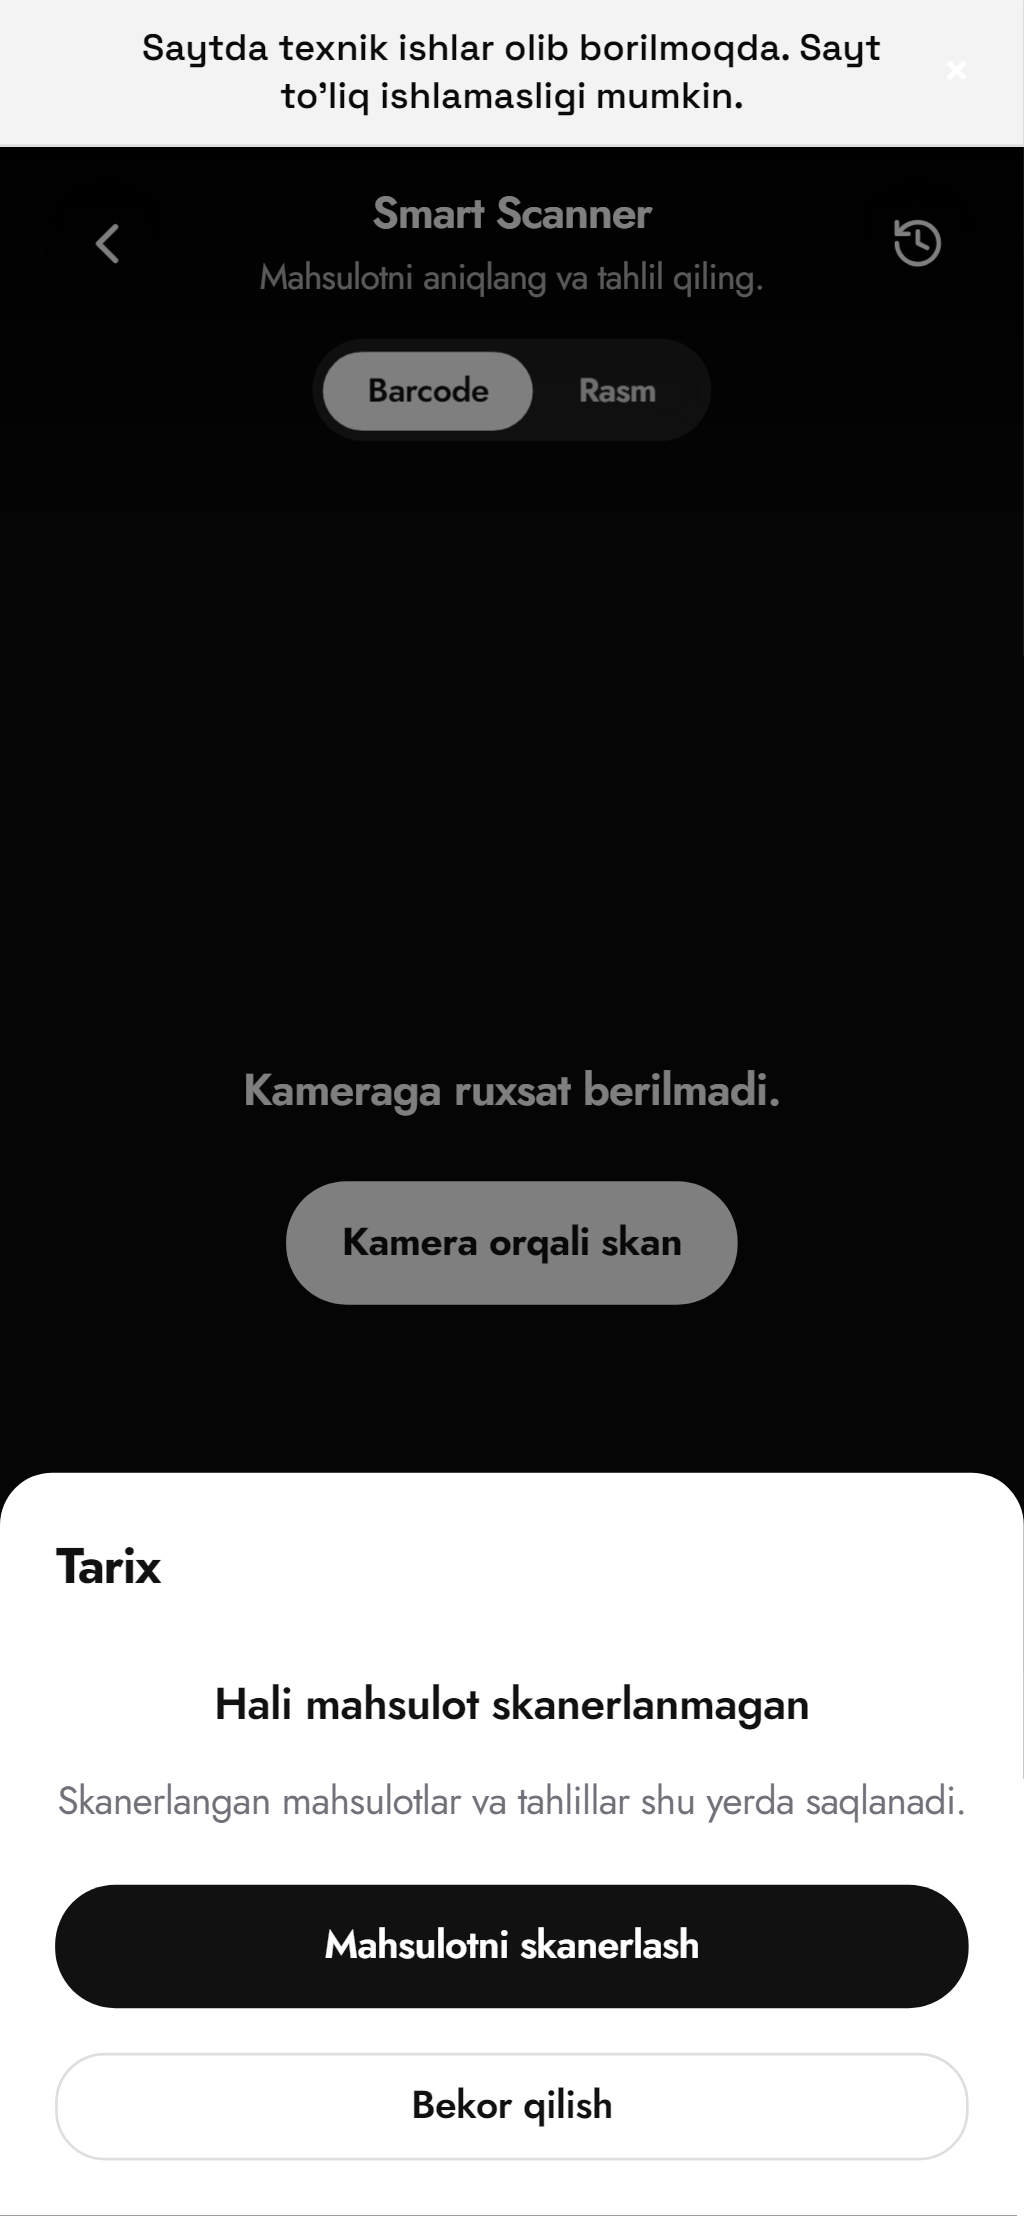 Saytda texnik ishlar olib borilmoqda. Sayt
to’liq ishlamasligi mumkin.
Smart Scanner
Mahsulotni aniqlang va tahlil qiling.
Barcode
Rasm
Kameraga ruxsat berilmadi.
Kamera orqali skan
Tarix
Hali mahsulot skanerlanmagan
Skanerlangan mahsulotlar va tahlillar shu yerda saqlanadi.
Mahsulotni skanerlash
Bekor qilish